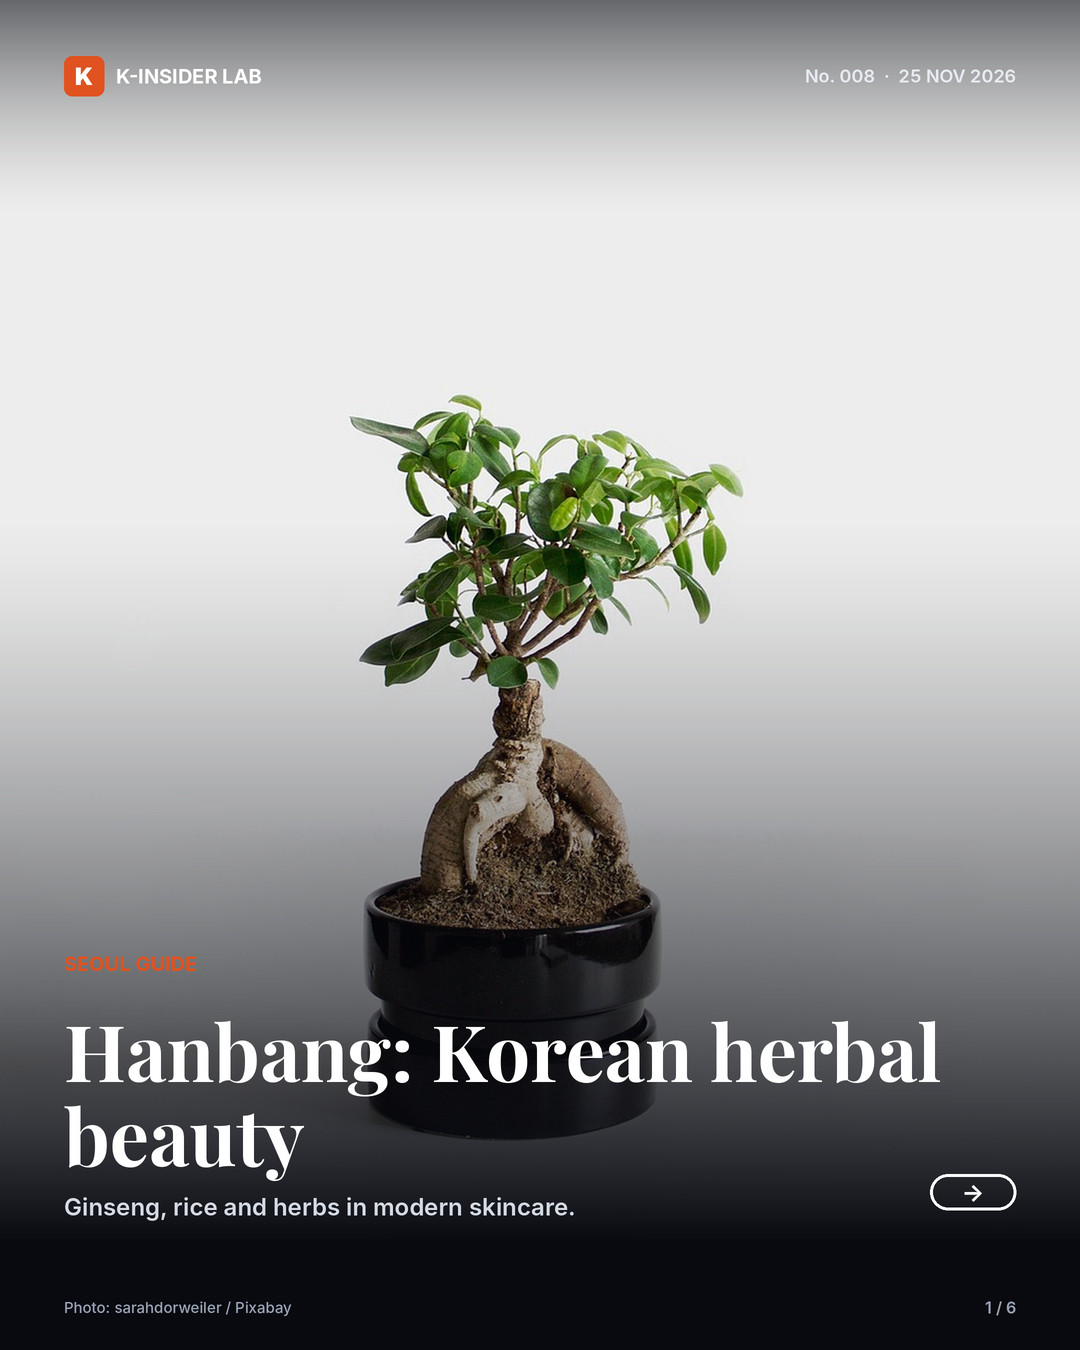 K K-INSIDER LAB
No. 008 · 25 NOV 2026
SEOUL GUIDE
Hanbang: Korean herbal
beauty
Ginseng, rice and herbs in modern skincare.
→
Photo: sarahdorweiler / Pixabay
1 / 6